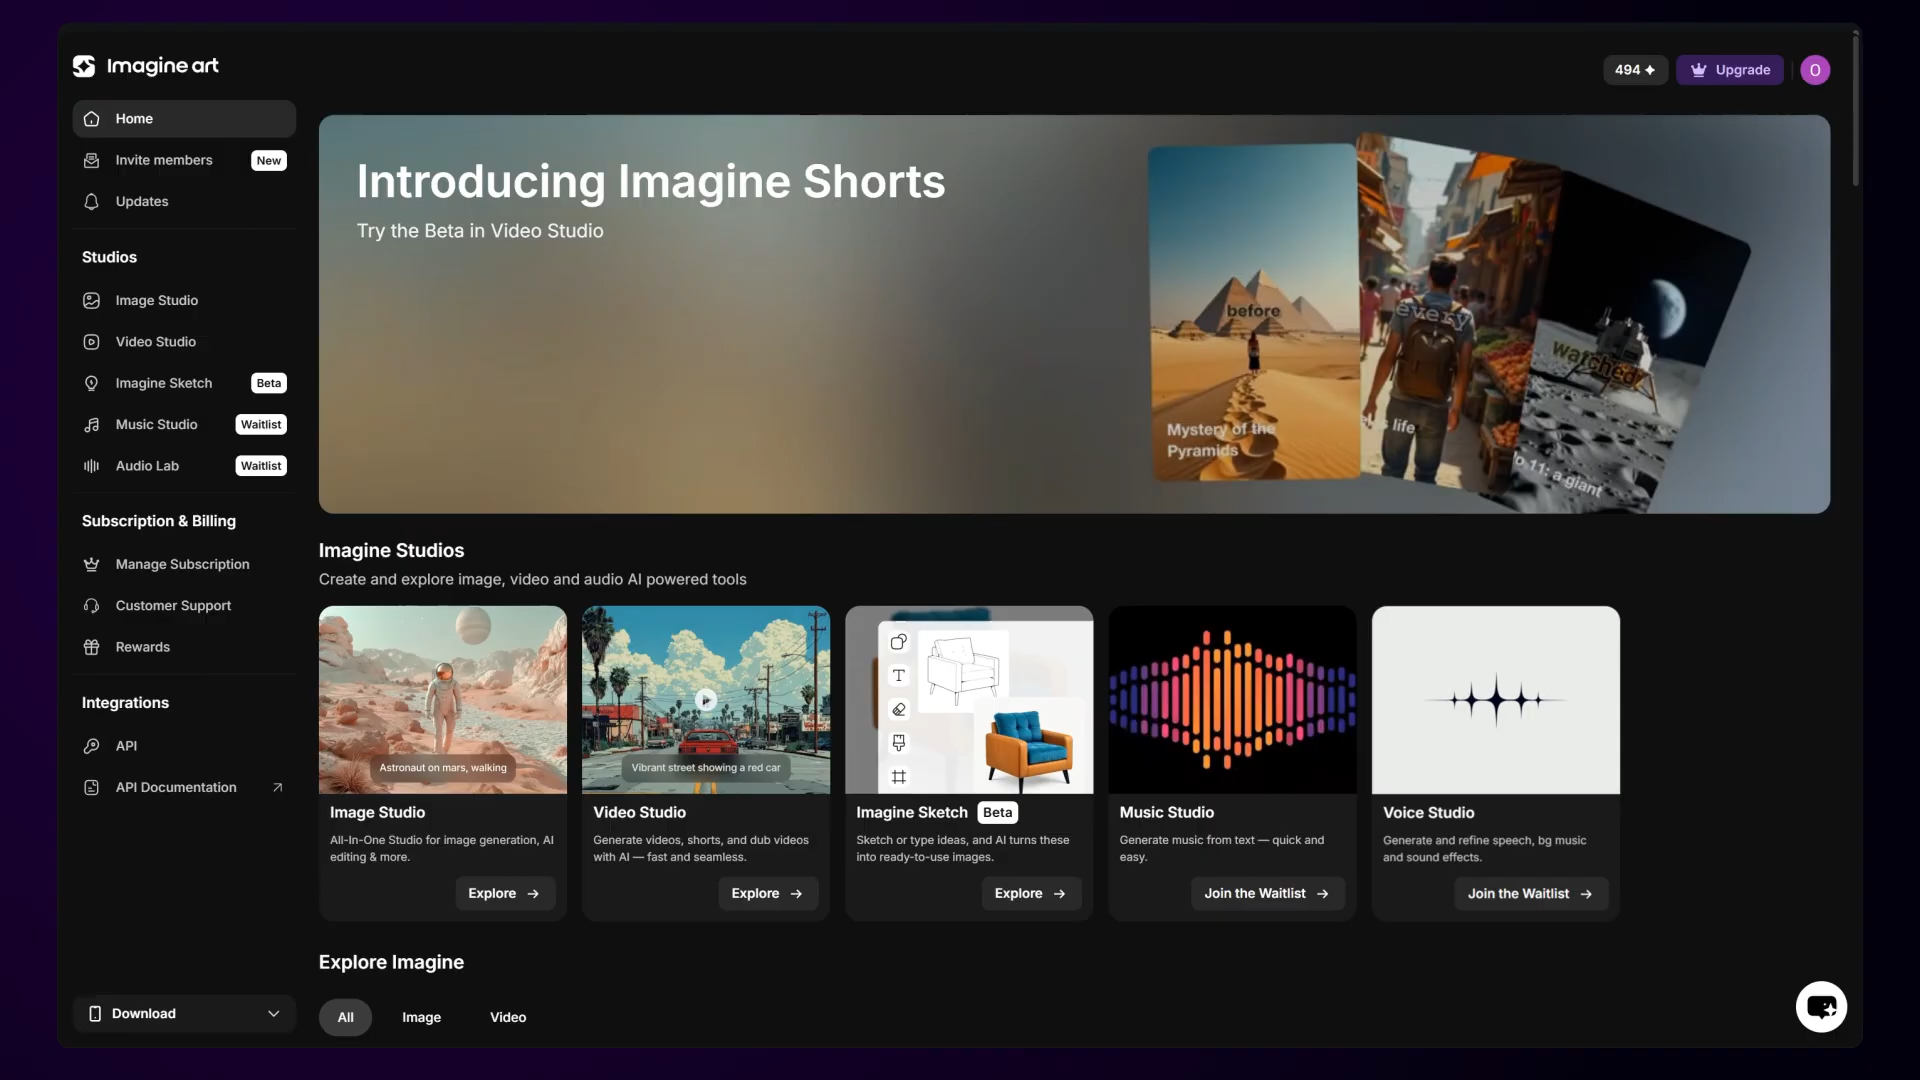 Imagine art
494
Upgrade
O
Home
Invite members
New
Updates
Studios
Image Studio
Video Studio
Imagine Sketch
Beta
Music Studio
Waitlist
Audio Lab
Waitlist
Subscription & Billing
Manage Subscription
Customer Support
Rewards
Integrations
API
API Documentation
Download
Introducing Imagine Shorts
Try the Beta in Video Studio
before
Mystery of the
Pyramids
every
life
watched
11: a giant
Imagine Studios
Create and explore image, video and audio AI powered tools
Astronaut on mars, walking
Image Studio
All-In-One Studio for image generation, AI
editing & more.
Explore
Vibrant street showing a red car
Video Studio
Generate videos, shorts, and dub videos
with AI — fast and seamless.
Explore
T
Imagine Sketch
Beta
Sketch or type ideas, and AI turns these
into ready-to-use images.
Explore
Music Studio
Generate music from text — quick and
easy.
Join the Waitlist
Voice Studio
Generate and refine speech, bg music
and sound effects.
Join the Waitlist
Explore Imagine
All
Image
Video